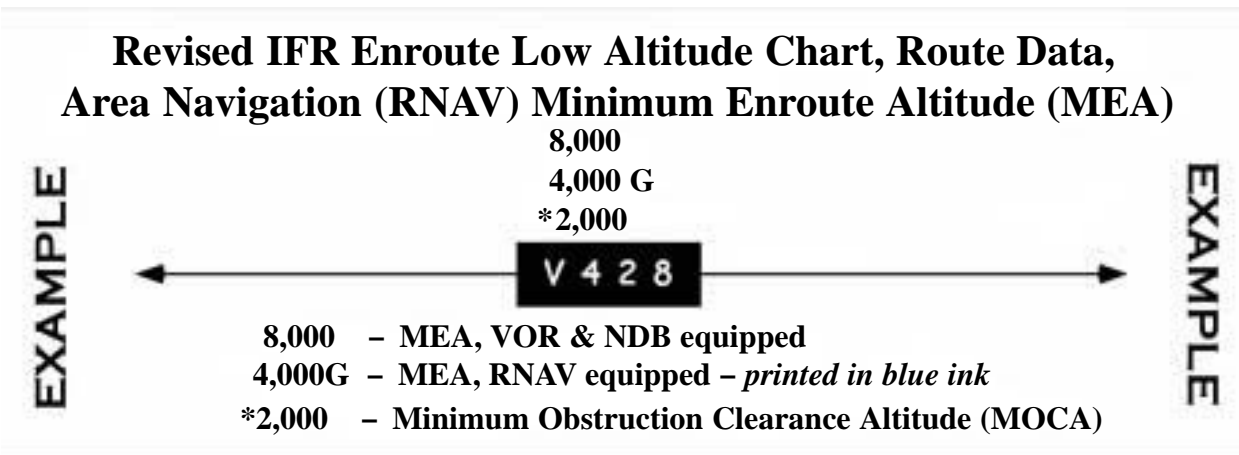 Revised IFR Enroute Low Altitude Chart, Route Data,
Area Navigation (RNAV) Minimum Enroute Altitude (MEA)
8,000
4,000 G
*2,000
EXAMPLE
V 4 2 8
EXAMPLE
8,000 – MEA, VOR & NDB equipped
4,000G – MEA, RNAV equipped – printed in blue ink
*2,000 – Minimum Obstruction Clearance Altitude (MOCA)